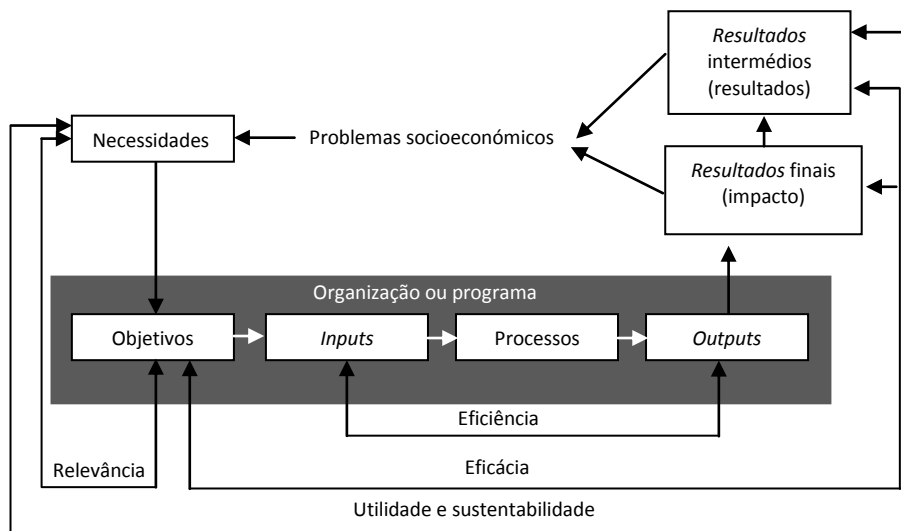 Resultados
intermédios
(resultados)
Necessidades
Problemas socioeconómicos
Resultados finais
(impacto)
Organização ou programa
Objetivos
Inputs
Processos
Outputs
Eficiência
Relevância
Eficácia
Utilidade e sustentabilidade